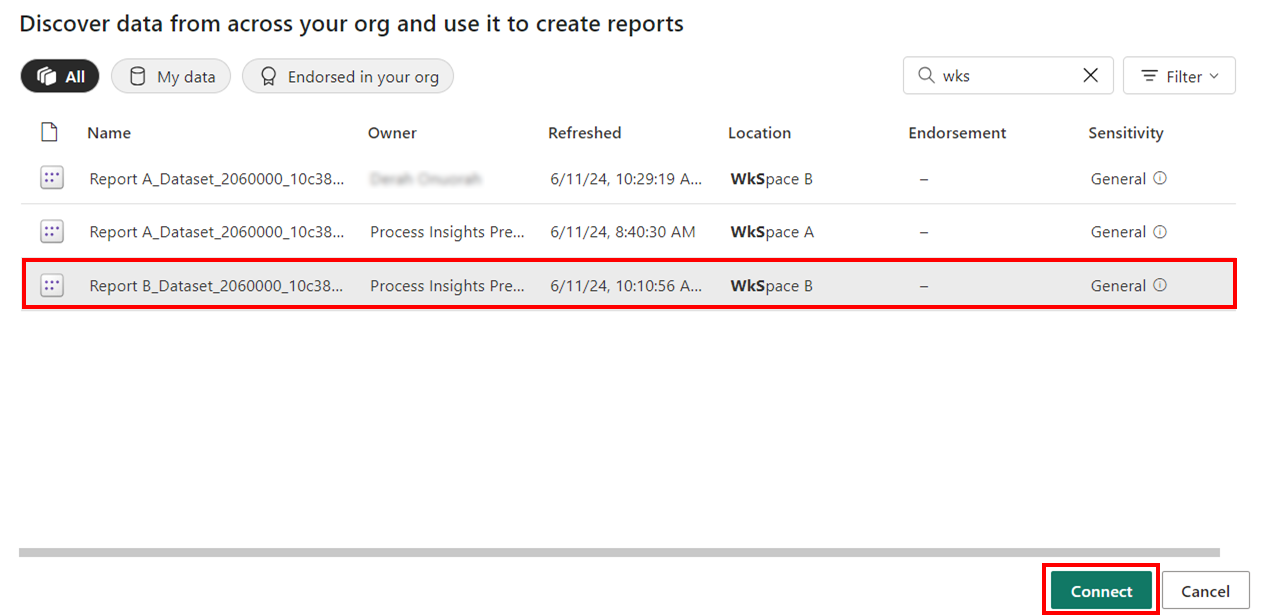 Discover data from across your org and use it to create reports
All My data Endorsed in your org wks Filter
Name Owner Refreshed Location Endorsement Sensitivity
Report A_Dataset_2060000_10c38... 6/11/24, 10:29:19 A... WkSpace B – General
Report A_Dataset_2060000_10c38... Process Insights Pre... 6/11/24, 8:40:30 AM WkSpace A – General
Report B_Dataset_2060000_10c38... Process Insights Pre... 6/11/24, 10:10:56 A... WkSpace B – General
Connect Cancel